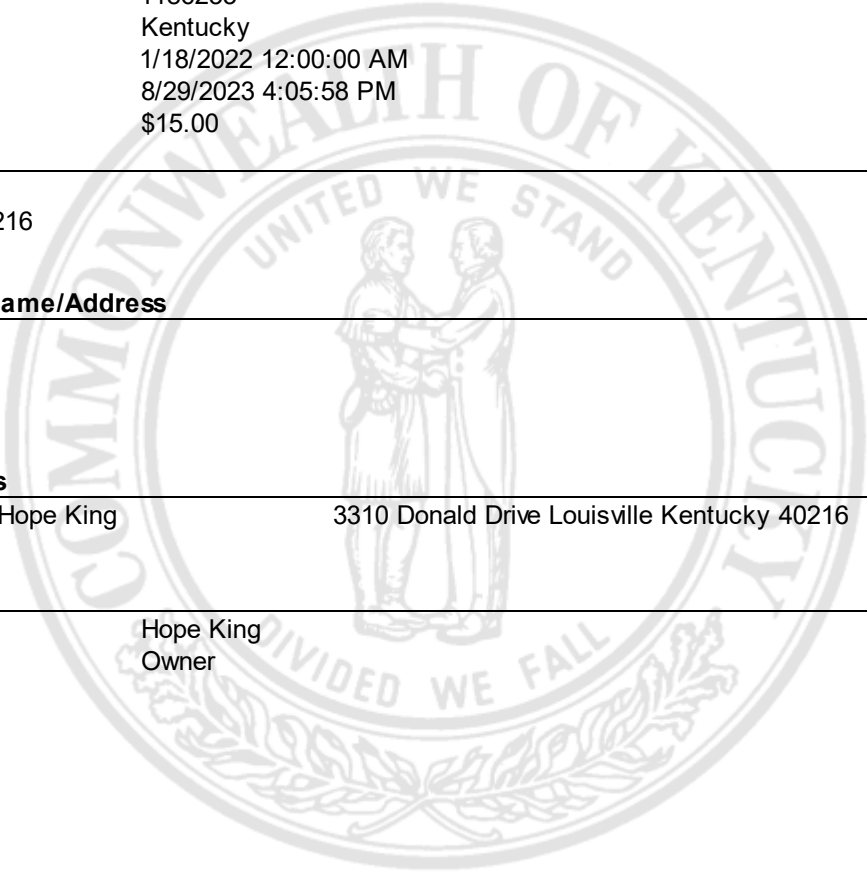 Kentucky
1/18/2022 12:00:00 AM
8/29/2023 4:05:58 PM
$15.00
216
ame/Address
s
Hope King 3310 Donald Drive Louisville Kentucky 40216
Hope King
Owner
COMMONWEALTH OF KENTUCKY
UNITED WE STAND
DIVIDED WE FALL